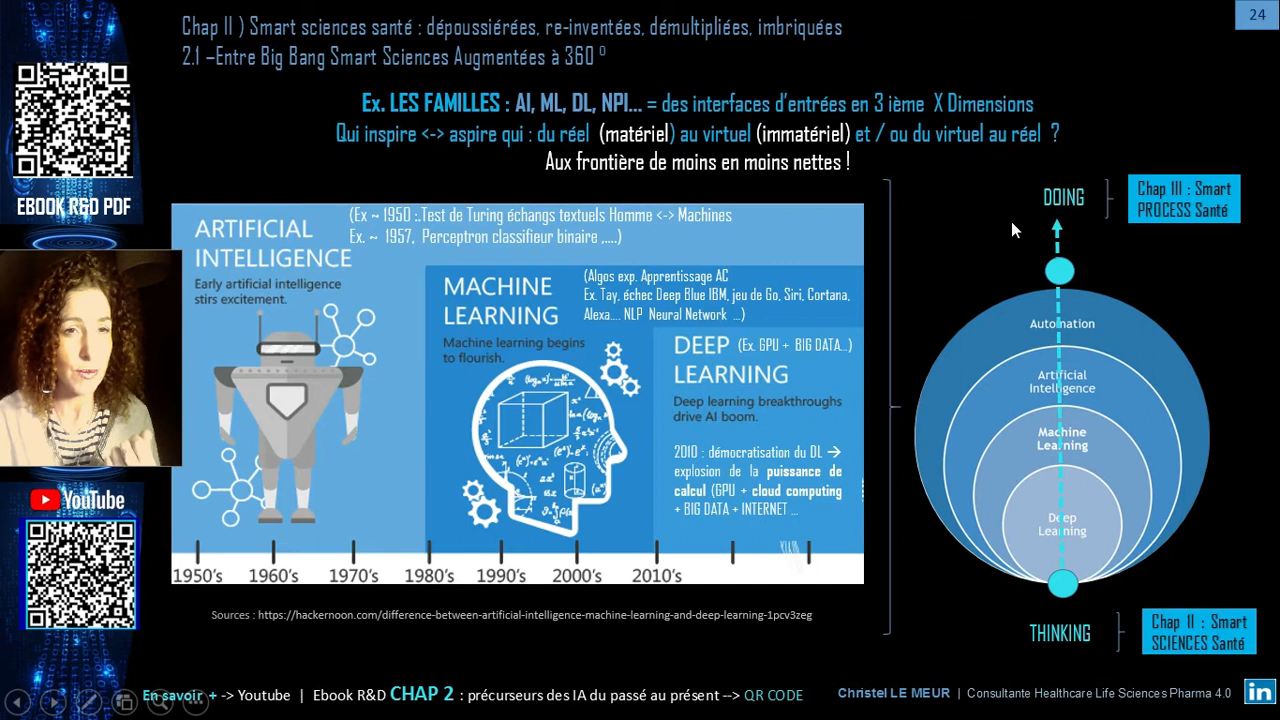 24
Chap II ) Smart sciences santé : dépoussiérées, re-inventées, démultipliées, imbriquées
2.1 –Entre Big Bang Smart Sciences Augmentées à 360 °
Ex. LES FAMILLES : AI, ML, DL, NPI... = des interfaces d'entrées en 3 ième X Dimensions
Qui inspire <-> aspire qui : du réel (matériel) au virtuel (immatériel) et / ou du virtuel au réel ?
Aux frontière de moins en moins nettes !
EBOOK R&D PDF
YouTube
ARTIFICIAL
INTELLIGENCE
(Ex ~ 1950 :.Test de Turing échangs textuels Homme <-> Machines
Ex. ~ 1957, Perceptron classifieur binaire ,....)
Early artificial intelligence
stirs excitement.
MACHINE
LEARNING
(Algos exp. Apprentissage AC
Ex. Tay, échec Deep Blue IBM, jeu de Go, Siri, Cortana,
Alexa.... NLP Neural Network ...)
Machine learning begins
to flourish.
DEEP (Ex. GPU + BIG DATA...)
LEARNING
Deep learning breakthroughs
drive AI boom.
2010 : démocratisation du DL →
explosion de la puissance de
calcul (GPU + cloud computing
+ BIG DATA + INTERNET ...
1950's 1960's 1970's 1980's 1990's 2000's 2010's
Sources : https://hackernoon.com/difference-between-artificial-intelligence-machine-learning-and-deep-learning-1pcv3zeg
DOING
Chap III : Smart
PROCESS Santé
Automation
Artificial
Intelligence
Machine
Learning
Deep
Learning
THINKING
Chap II : Smart
SCIENCES Santé
En savoir + -> Youtube | Ebook R&D CHAP 2 : précurseurs des IA du passé au présent --> QR CODE
Christel LE MEUR | Consultante Healthcare Life Sciences Pharma 4.0
in